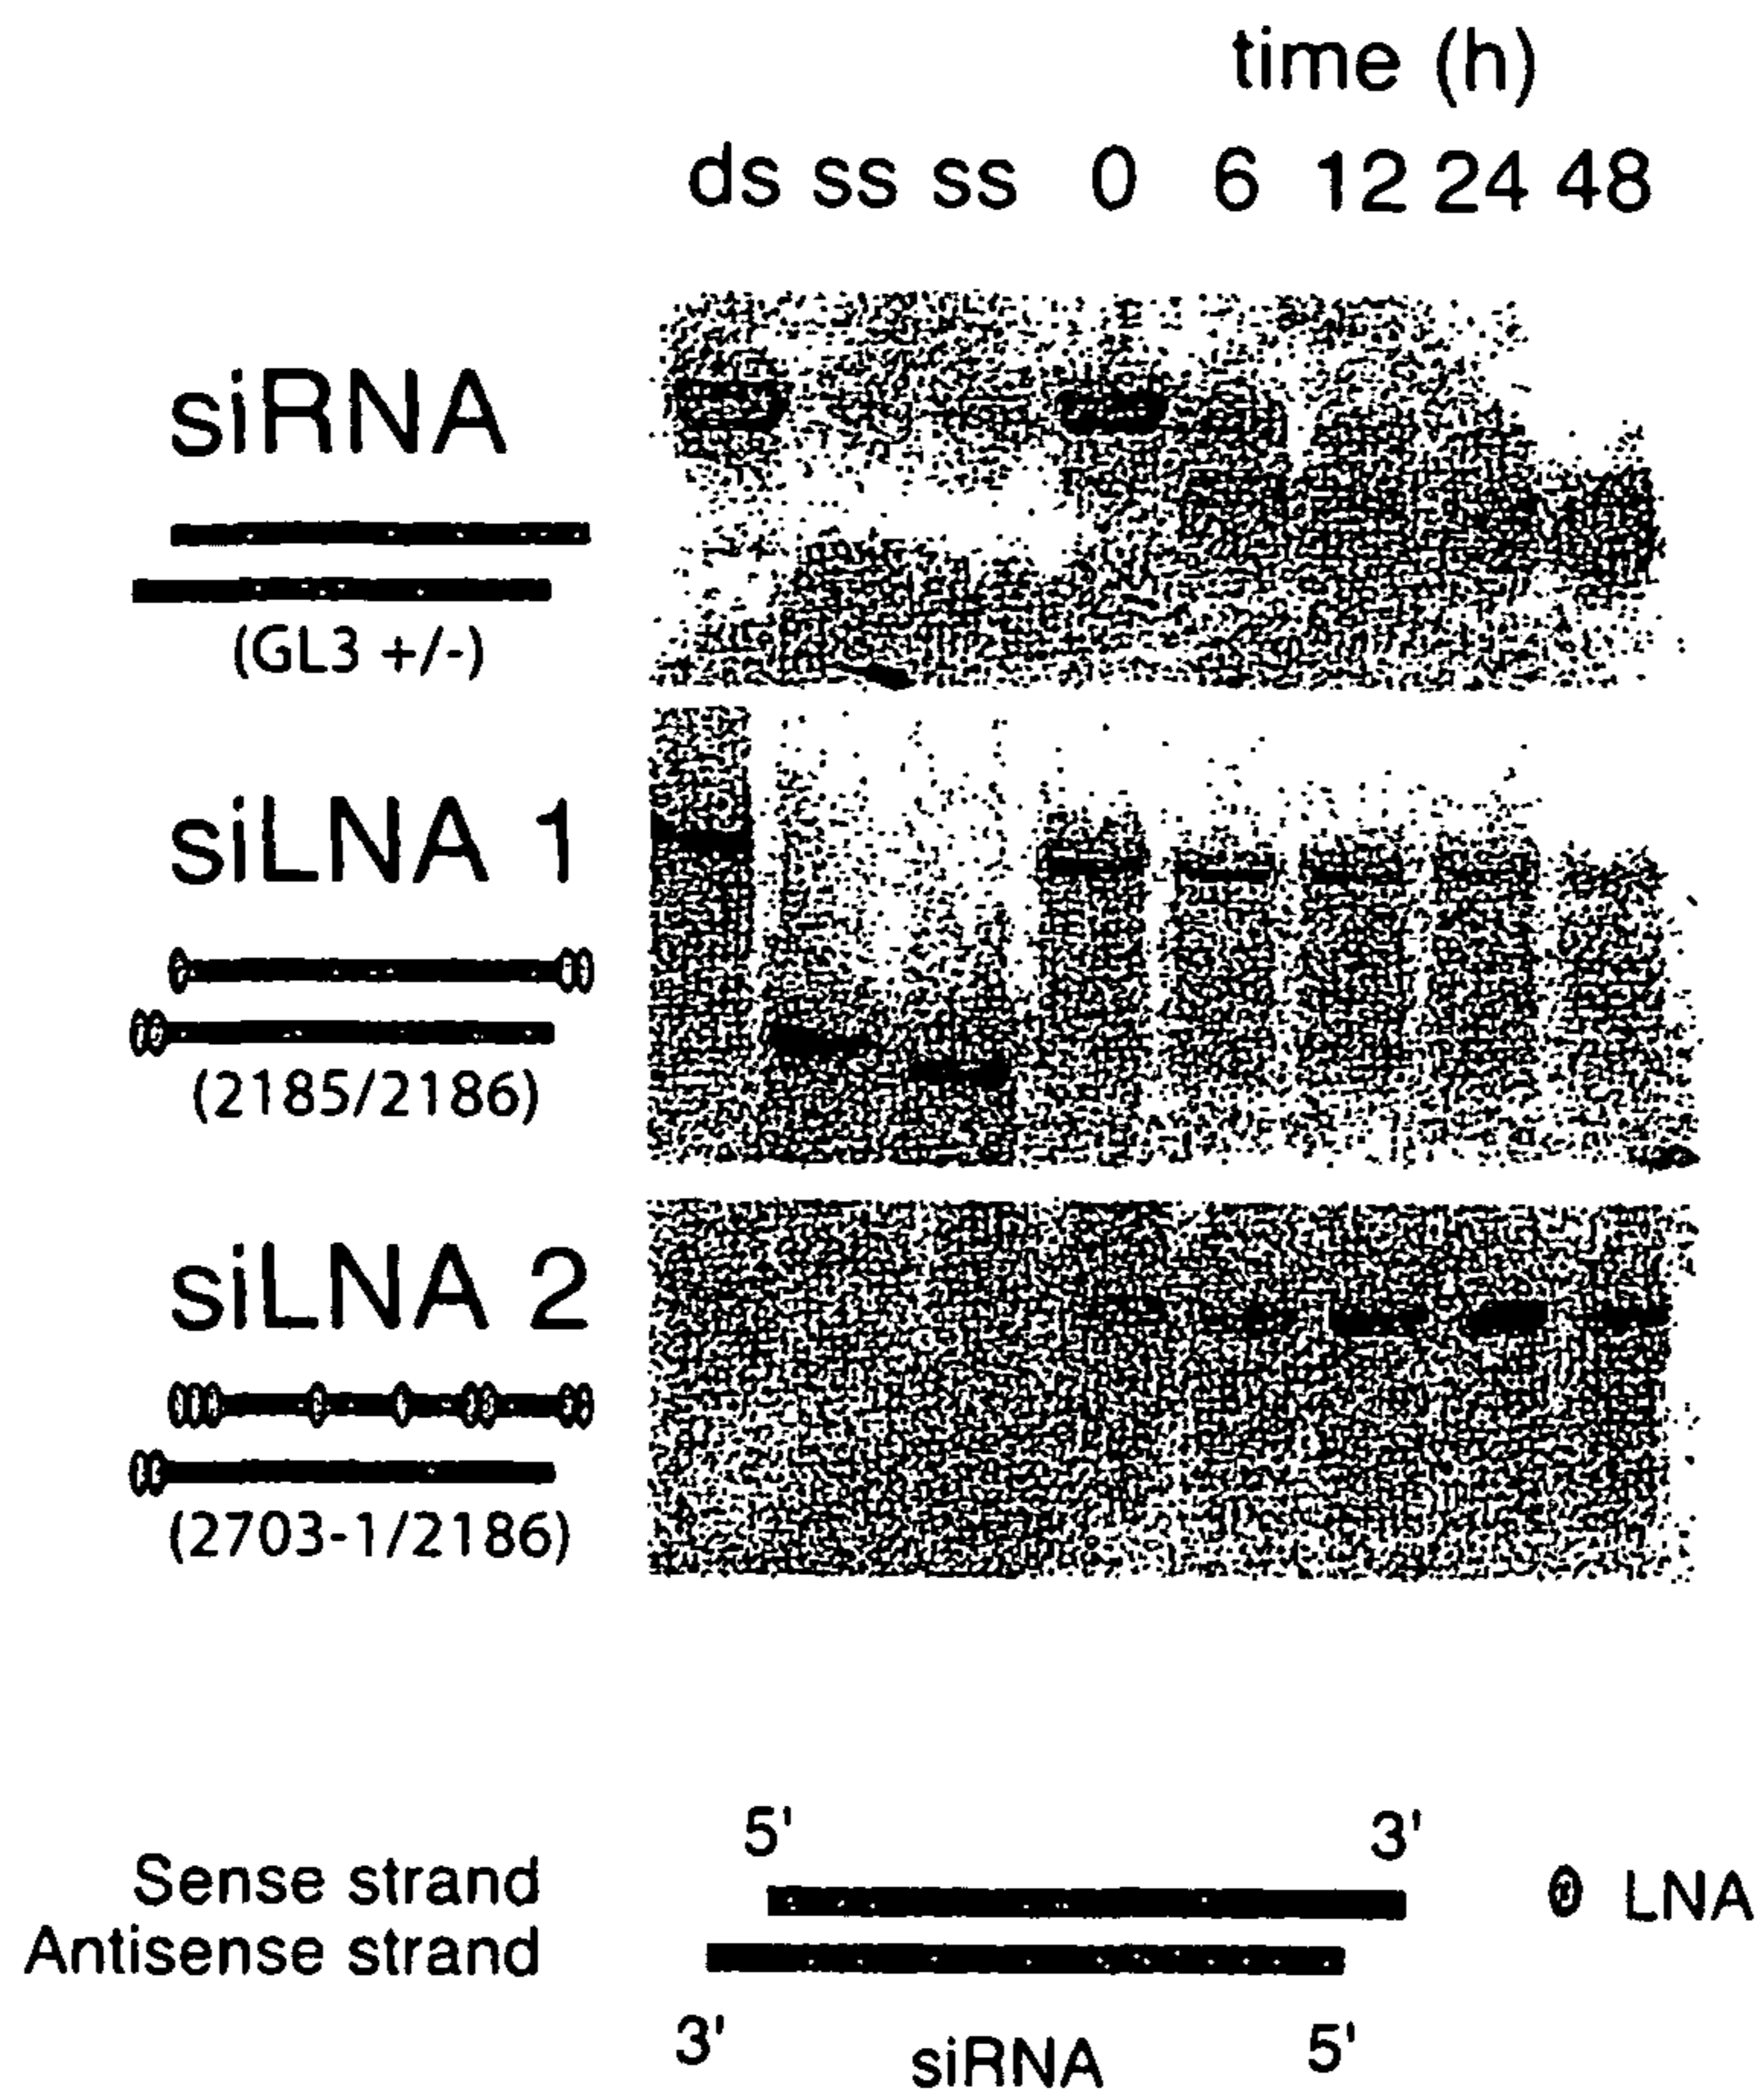 time (h)
ds ss ss 0 6 12 24 48
siRNA
(GL3 +/-)
siLNA 1
(2185/2186)
siLNA 2
(2703-1/2186)
5' 3'
Sense strand
LNA
Antisense strand
3' siRNA 5'